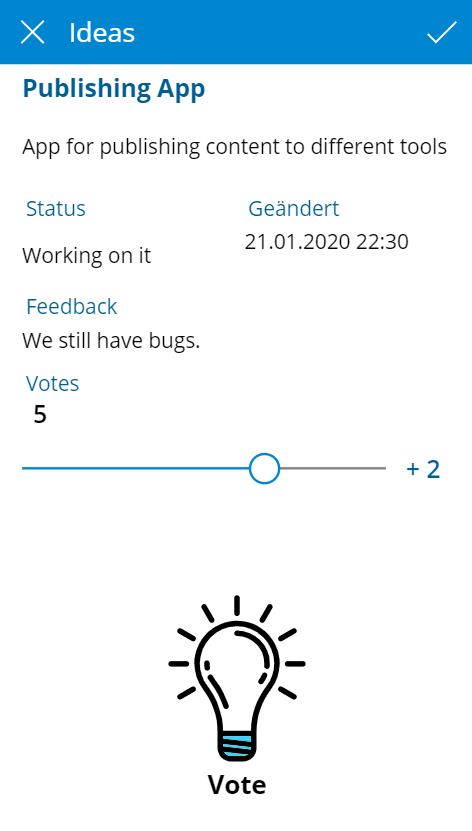 Ideas
Publishing App
App for publishing content to different tools
Status
Geändert
Working on it
21.01.2020 22:30
Feedback
We still have bugs.
Votes
5
+ 2
Vote